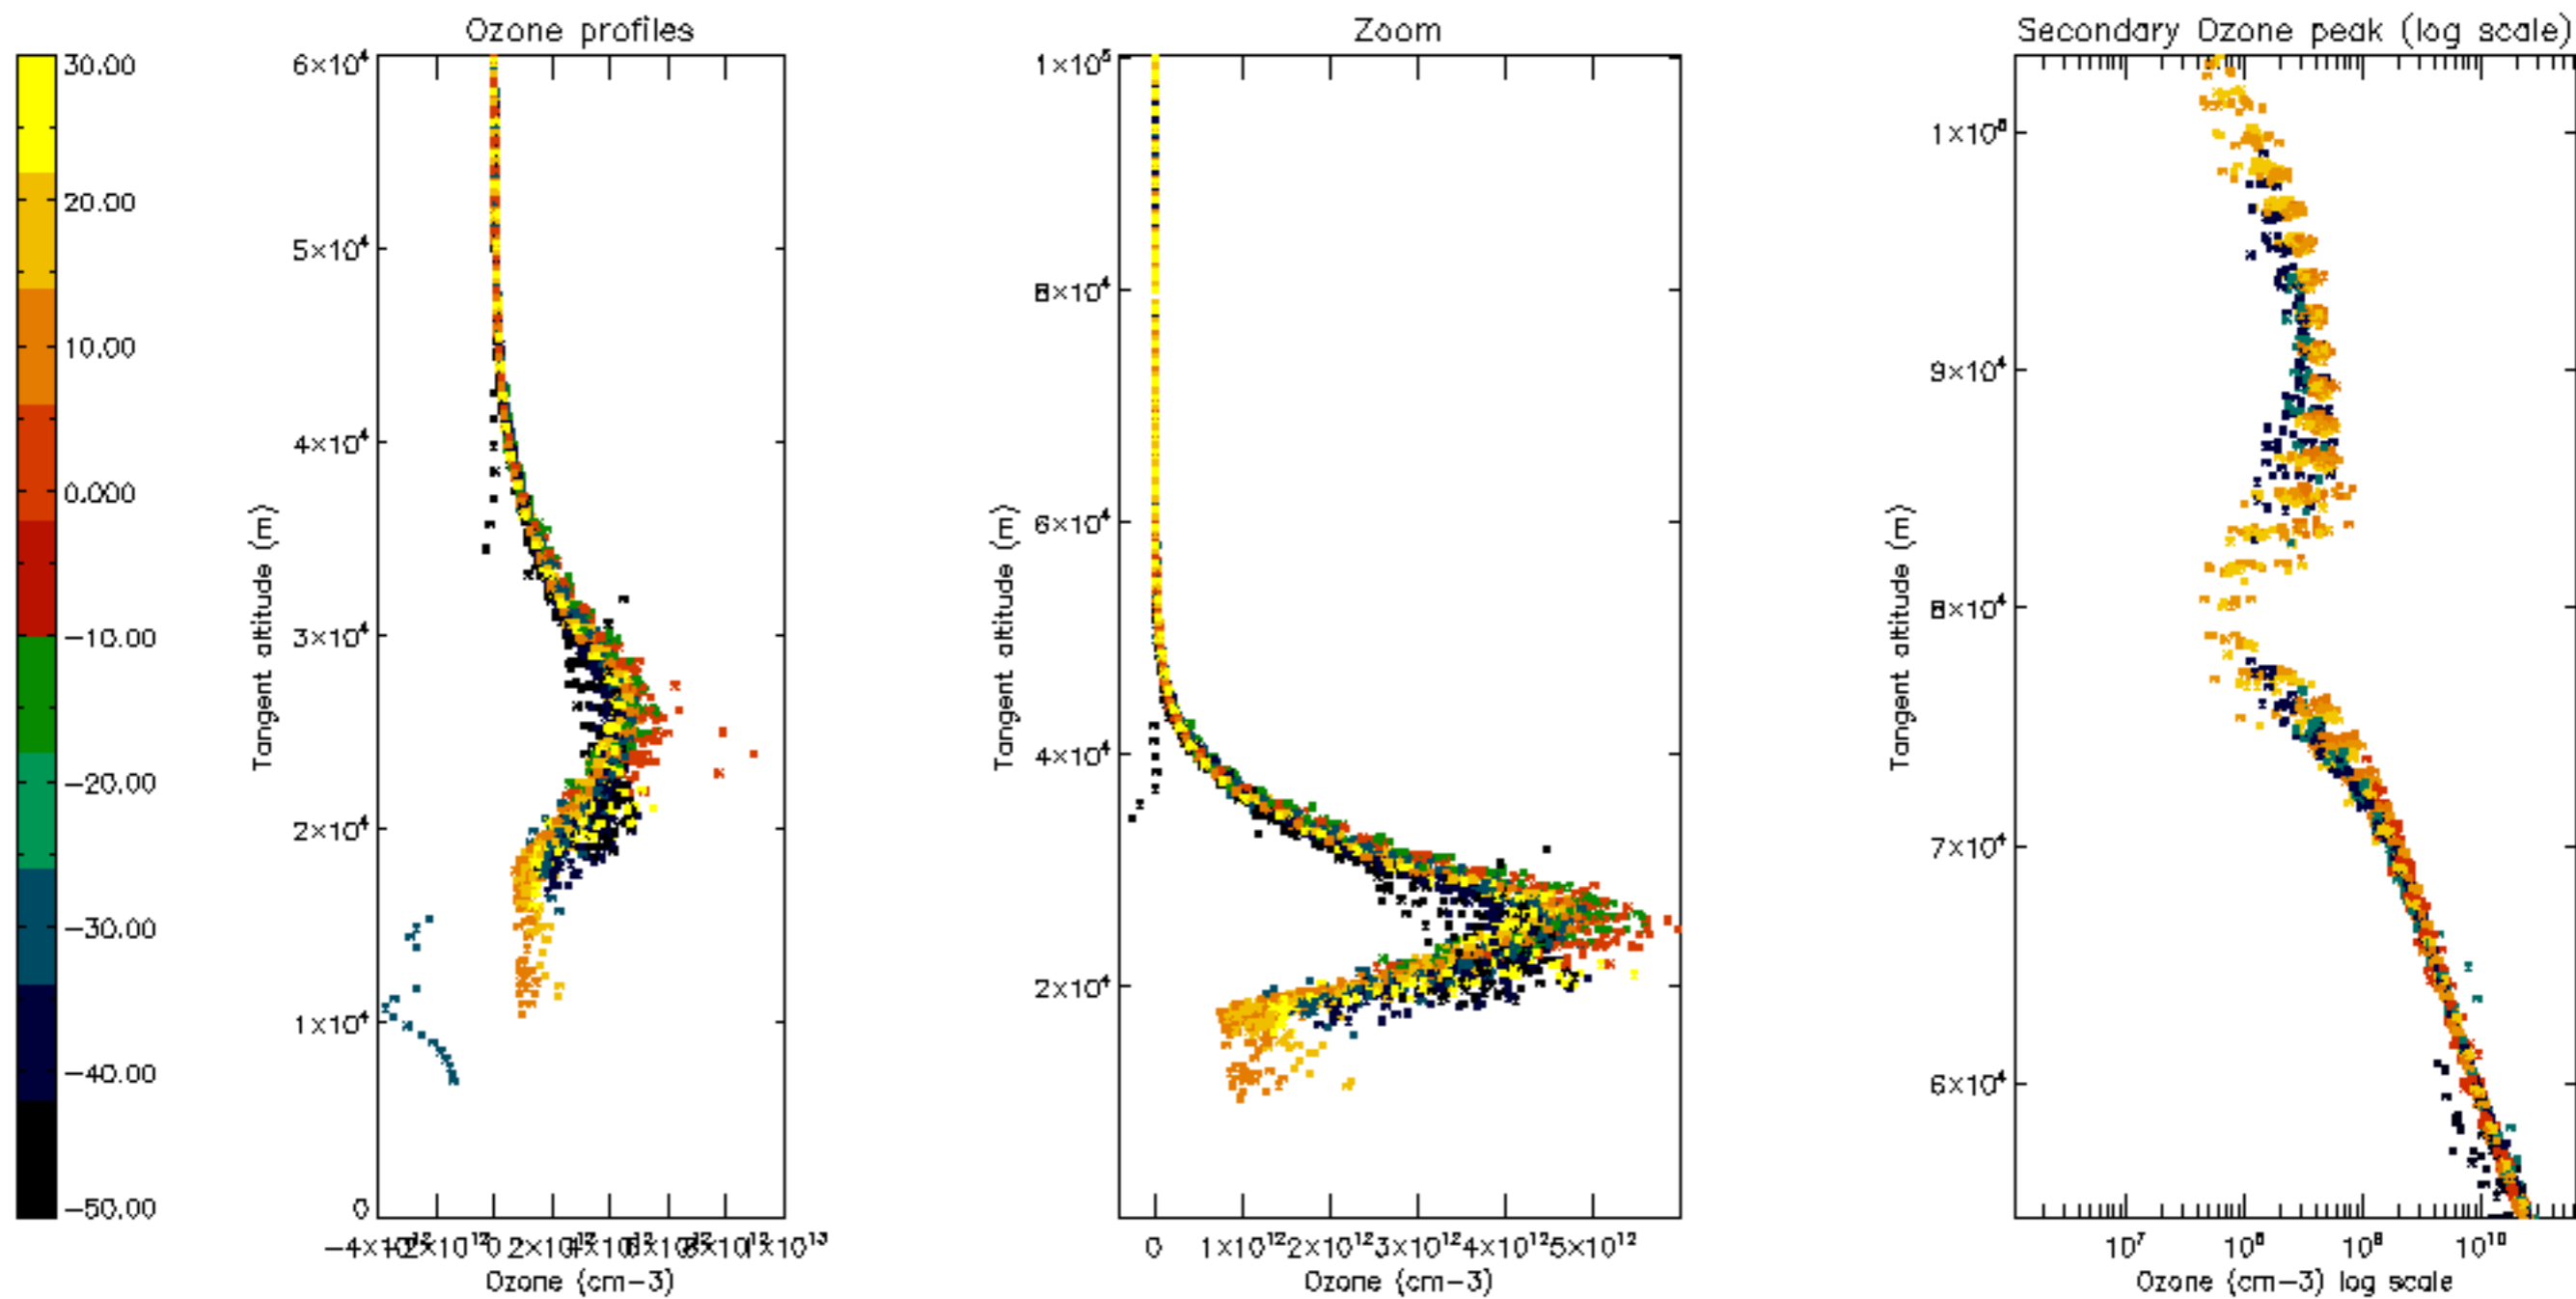 Ozone profiles
Zoom
Secondary Ozone peak (log scale)
30.00
20.00
10.00
0.000
-10.00
-20.00
-30.00
-40.00
-50.00
6×10⁴
5×10⁴
4×10⁴
3×10⁴
2×10⁴
1×10⁴
0
Tangent altitude (m)
0
1×10¹³
Ozone (cm-3)
1×10⁵
8×10⁴
6×10⁴
4×10⁴
2×10⁴
Tangent altitude (m)
0 1×10¹² 2×10¹² 3×10¹² 4×10¹² 5×10¹²
Ozone (cm-3)
9×10⁴
8×10⁴
7×10⁴
6×10⁴
Tangent altitude (m)
10⁷ 10⁸ 10⁹ 10¹⁰
Ozone (cm-3) log scale